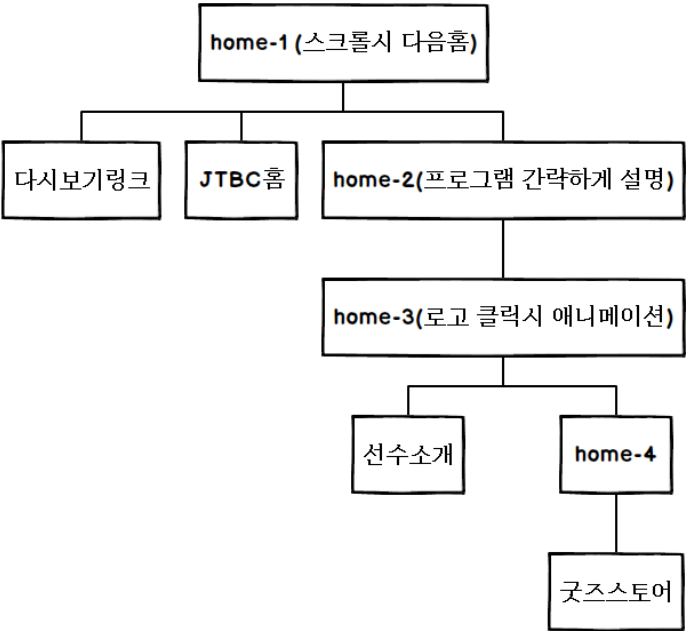 home-1 (스크롤시 다음홈)
다시보기링크
JTBC홈
home-2(프로그램 간략하게 설명)
home-3(로고 클릭시 애니메이션)
선수소개
home-4
굿즈스토어